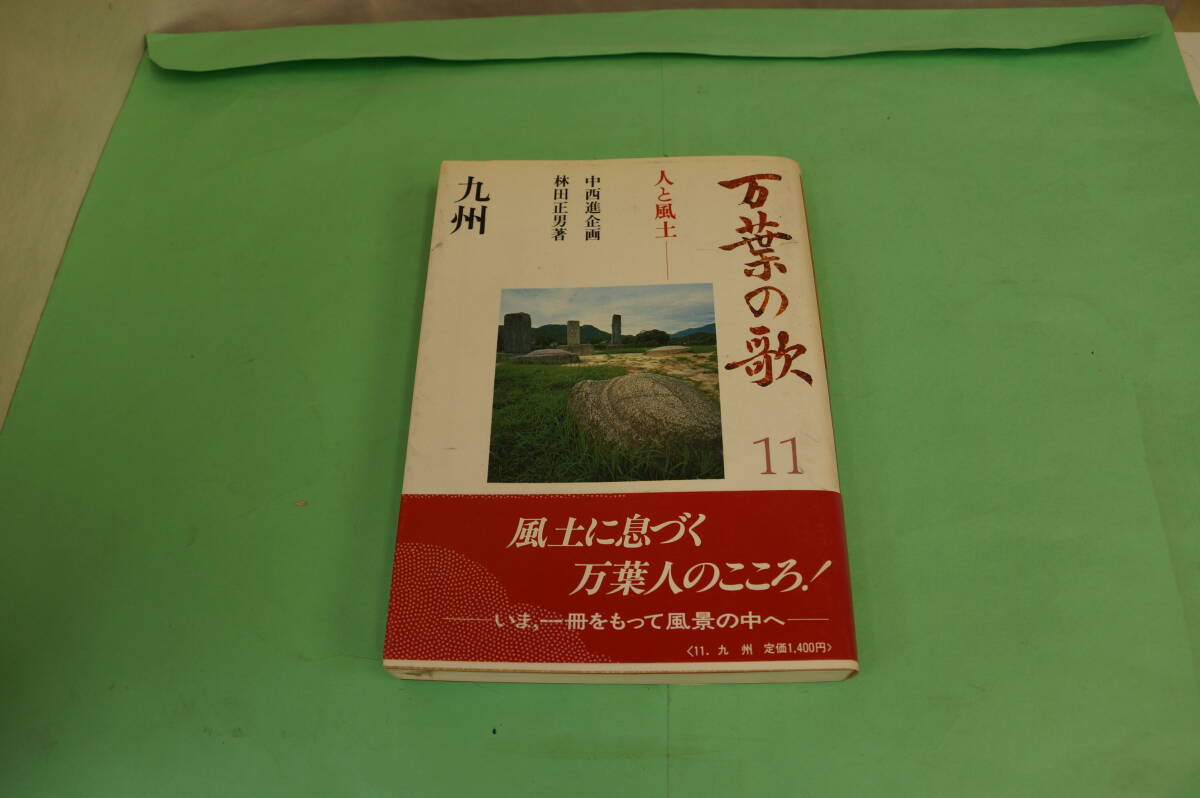 万葉の歌
11
人と風土
中西進企画
林田正男著
九州
風土に息づく
万葉人のこころ!
いま,一冊をもって風景の中へ
〈11. 九 州 定価1,400円〉